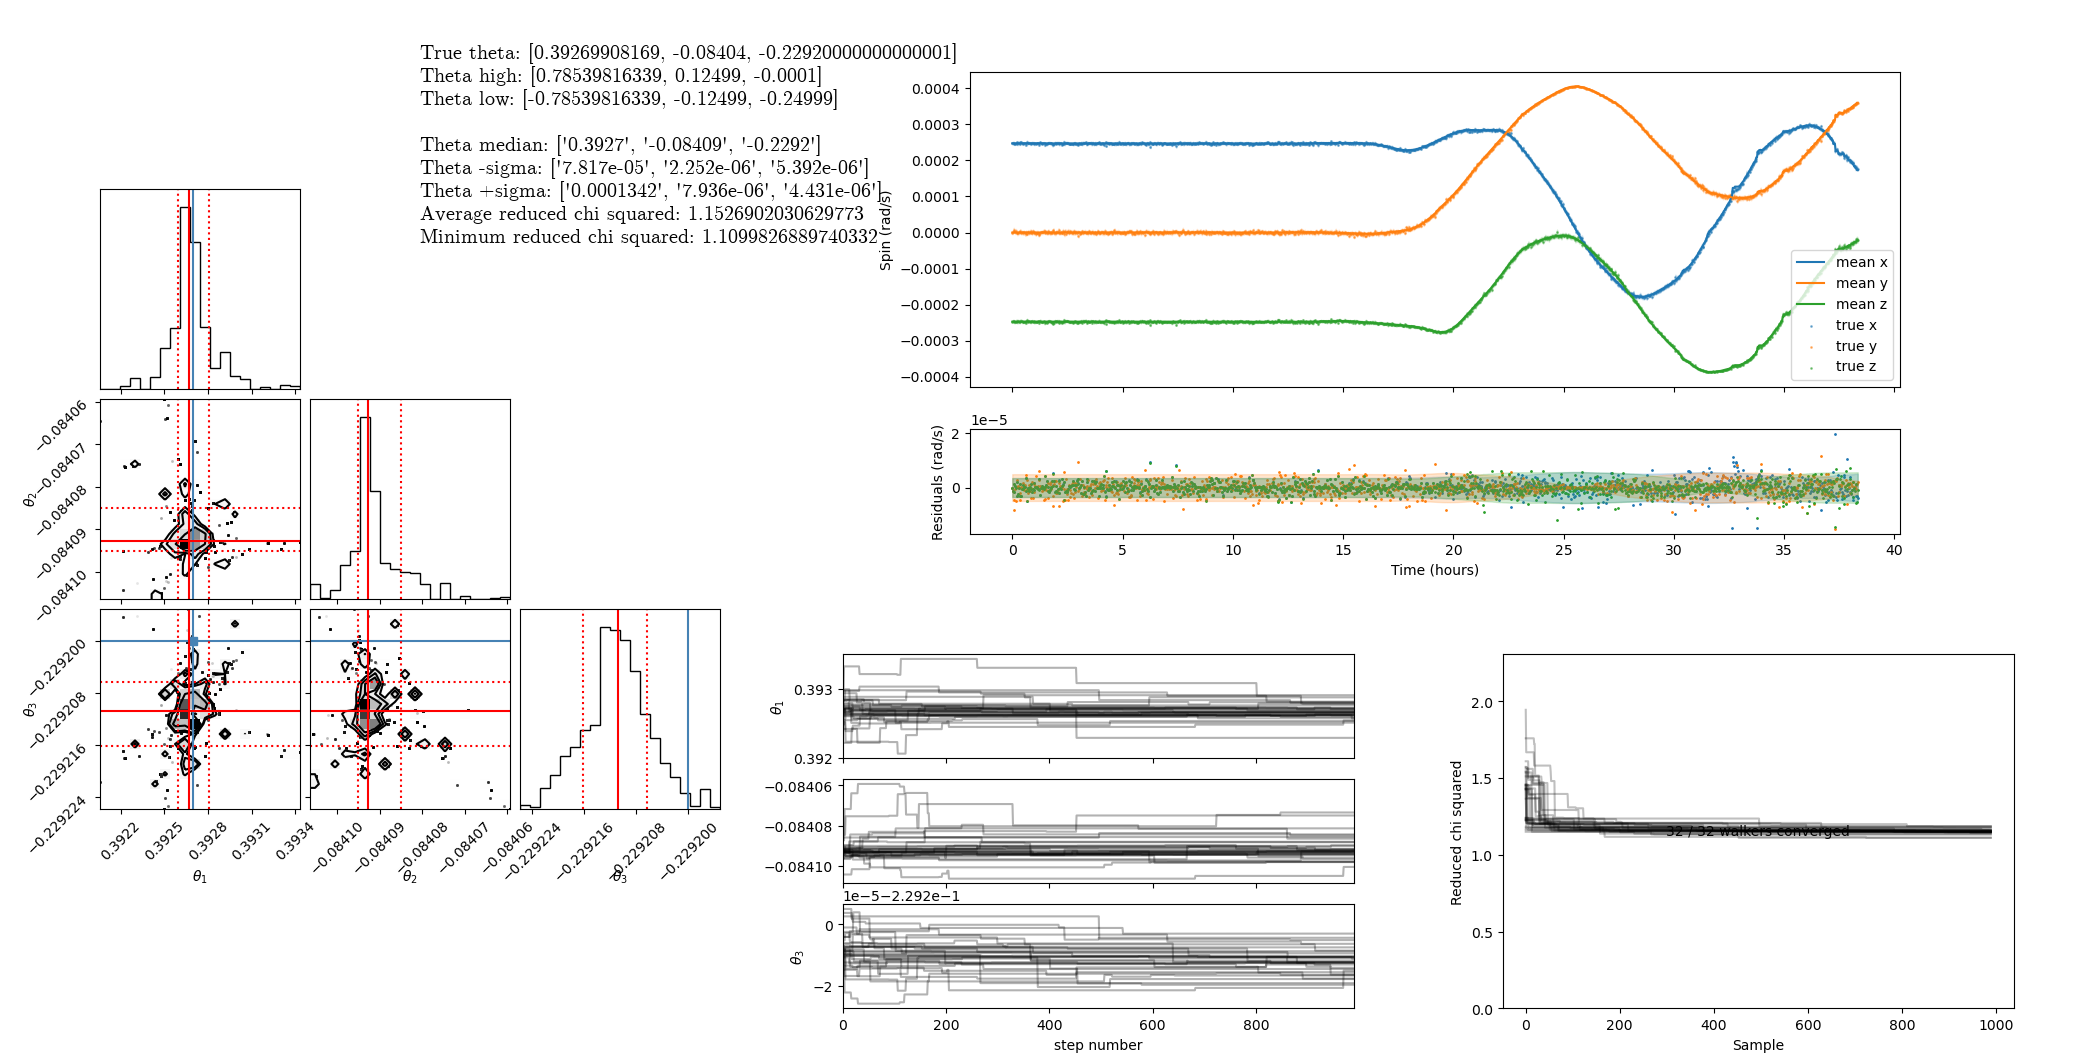 True theta: [0.39269908169, -0.08404, -0.22920000000000001]
Theta high: [0.78539816339, 0.12499, -0.0001]
Theta low: [-0.78539816339, -0.12499, -0.24999]
Theta median: ['0.3927', '-0.08409', '-0.2292']
Theta -sigma: ['7.817e-05', '2.252e-06', '5.392e-06']
Theta +sigma: ['0.0001342', '7.936e-06', '4.431e-06']
Average reduced chi squared: 1.1526902030629773
Minimum reduced chi squared: 1.1099826889740332
0.0004
0.0003
0.0002
0.0001
0.0000
−0.0001
−0.0002
−0.0003
−0.0004
Spin (rad/s)
mean x
mean y
mean z
true x
true y
true z
1e−5
2
0
Residuals (rad/s)
0 5 10 15 20 25 30 35 40
Time (hours)
−0.08406
−0.08407
−0.08408
−0.08409
−0.08410
θ2
−0.229200
−0.229208
−0.229216
−0.229224
θ3
0.3922 0.3925 0.3928 0.3931 0.3934
θ1
−0.08410 −0.08409 −0.08408 −0.08407 −0.08406
θ2
−0.229224 −0.229216 −0.229208 −0.229200
θ3
0.393
0.392
θ1
−0.08406
−0.08408
−0.08410
1e−5−2.292e−1
0
−2
θ3
0 200 400 600 800
step number
2.0
1.5
1.0
0.5
0.0
Reduced chi squared
32 / 32 walkers converged
0 200 400 600 800 1000
Sample